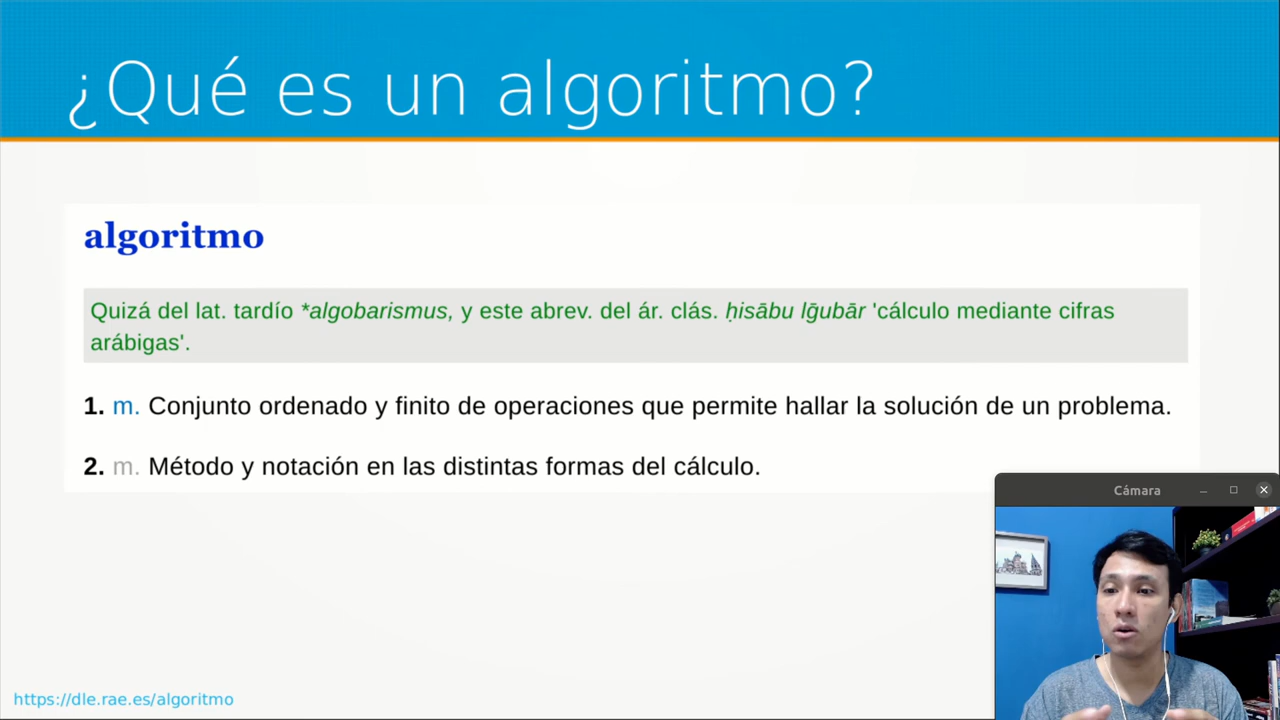 ¿Qué es un algoritmo?
algoritmo
Quizá del lat. tardío *algobarismus, y este abrev. del ár. clás. ḥisābu lḡubār 'cálculo mediante cifras
arábigas'.
1. m. Conjunto ordenado y finito de operaciones que permite hallar la solución de un problema.
2. m. Método y notación en las distintas formas del cálculo.
Cámara
https://dle.rae.es/algoritmo